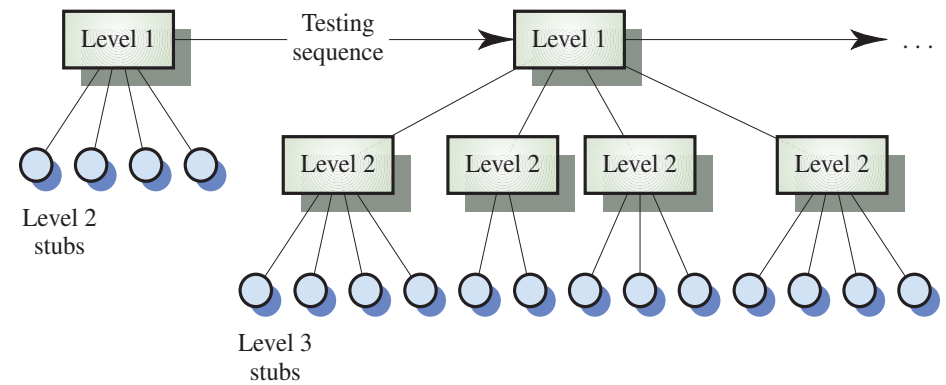 Level 1
Testing
sequence
Level 1
. . .
Level 2
Level 2
Level 2
Level 2
Level 2
stubs
Level 3
stubs